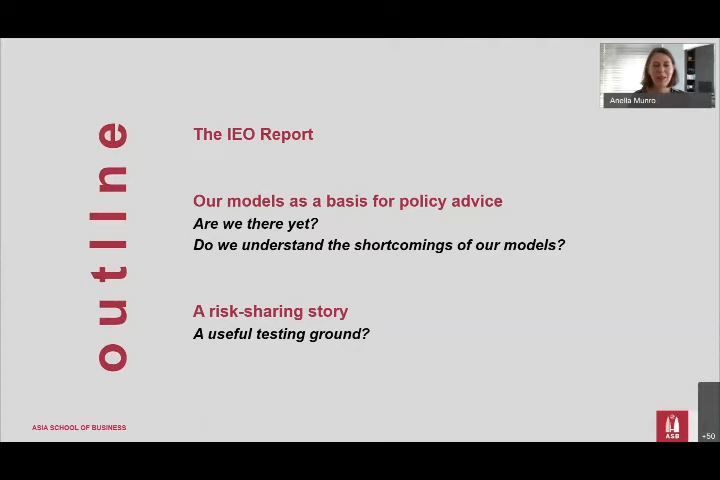 outlIne
The IEO Report
Our models as a basis for policy advice
Are we there yet?
Do we understand the shortcomings of our models?
A risk-sharing story
A useful testing ground?
ASIA SCHOOL OF BUSINESS
ASB
Anella Munro
+50